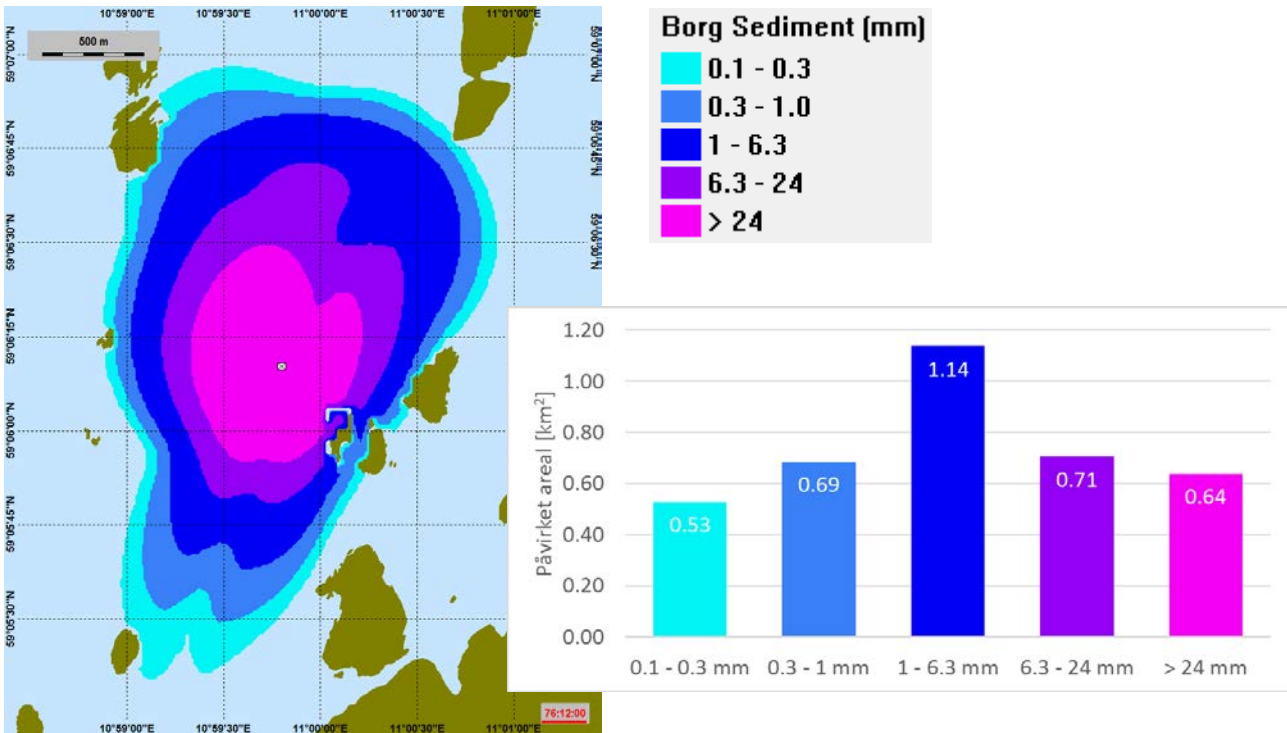 10:59'00"E 10:59'30"E 11:00'00"E 11:00'30"E 11:01'00"E
500 m
59:07'00"N
59:06'45"N
59:06'30"N
59:06'15"N
59:06'00"N
59:05'45"N
59:05'30"N
10:59'00"E 10:59'30"E 11:00'00"E 11:00'30"E 11:01'00"E
76:12:00
Borg Sediment (mm)
0.1 - 0.3
0.3 - 1.0
1 - 6.3
6.3 - 24
> 24
Påvirket areal [km²]
1.20
1.00
0.80
0.60
0.40
0.20
0.00
0.53
0.69
1.14
0.71
0.64
0.1 - 0.3 mm 0.3 - 1 mm 1 - 6.3 mm 6.3 - 24 mm > 24 mm